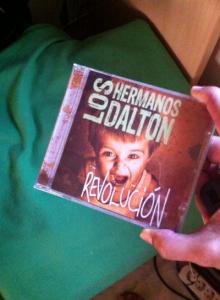 LOS
HERMANOS
DALTON
REVOLUCIÓN